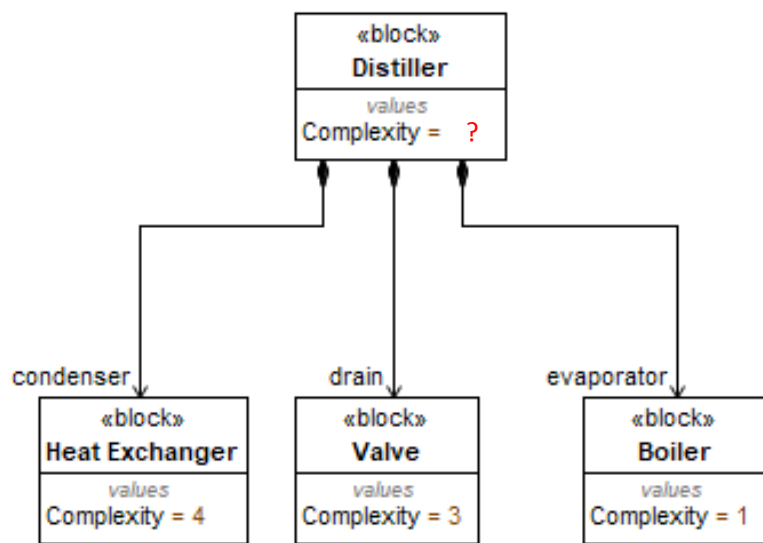 «block»
Distiller
values
Complexity = ?
condenser
drain
evaporator
«block»
Heat Exchanger
values
Complexity = 4
«block»
Valve
values
Complexity = 3
«block»
Boiler
values
Complexity = 1